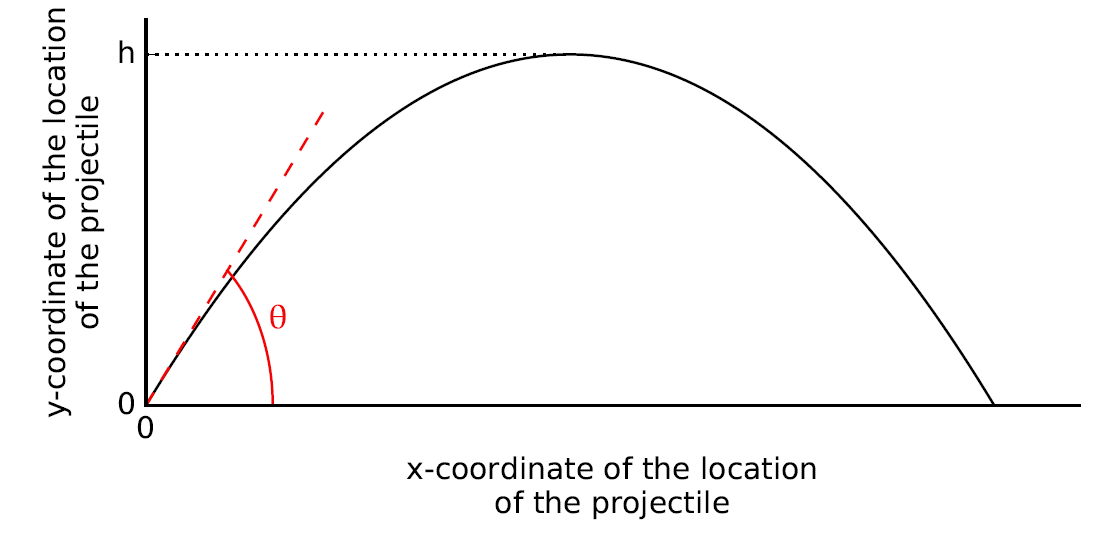 y-coordinate of the location
of the projectile
h
θ
0
0
x-coordinate of the location
of the projectile